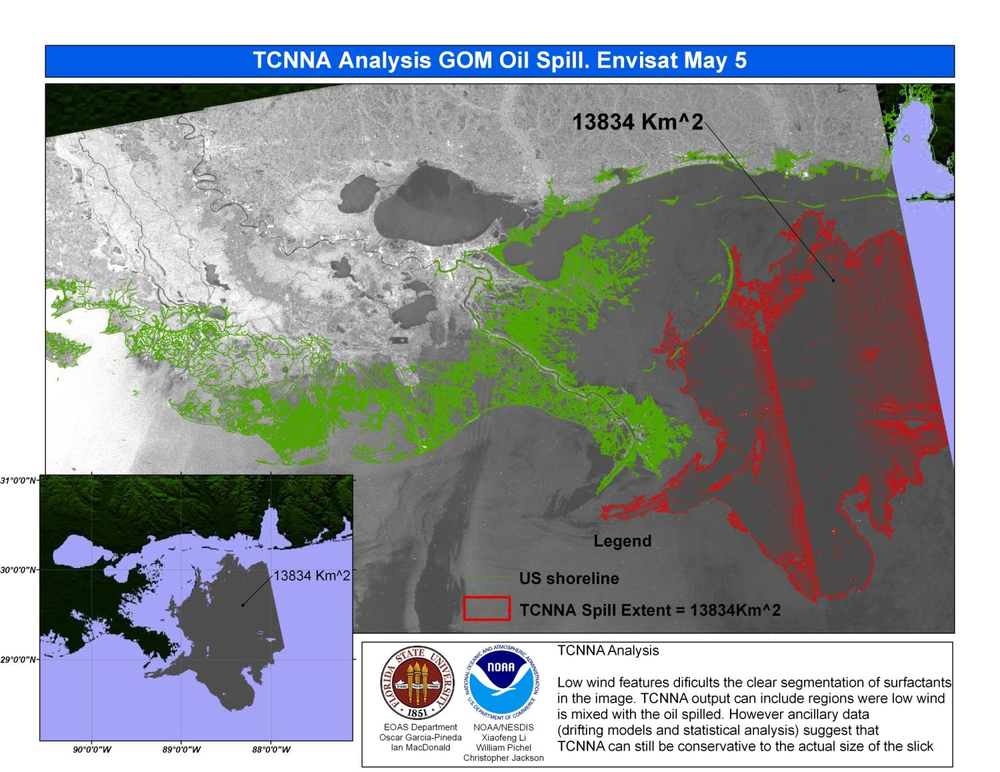 TCNNA Analysis GOM Oil Spill. Envisat May 5
13834 Km^2
Legend
US shoreline
TCNNA Spill Extent = 13834Km^2
31°0'0"N
30°0'0"N
29°0'0"N
13834 Km^2
90°0'0"W
89°0'0"W
88°0'0"W
FLORIDA STATE UNIVERSITY
VIRES ARTES MORES
1851
EOAS Department
Oscar Garcia-Pineda
Ian MacDonald
NATIONAL OCEANIC AND ATMOSPHERIC ADMINISTRATION
NOAA
U.S. DEPARTMENT OF COMMERCE
NOAA/NESDIS
Xiaofeng Li
William Pichel
Christopher Jackson
TCNNA Analysis
Low wind features dificults the clear segmentation of surfactants
in the image. TCNNA output can include regions were low wind
is mixed with the oil spilled. However ancillary data
(drifting models and statistical analysis) suggest that
TCNNA can still be conservative to the actual size of the slick